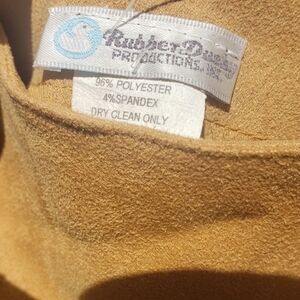 Rubber Ducky
PRODUCTIONS, INC.
96% POLYESTER
4%SPANDEX
DRY CLEAN ONLY